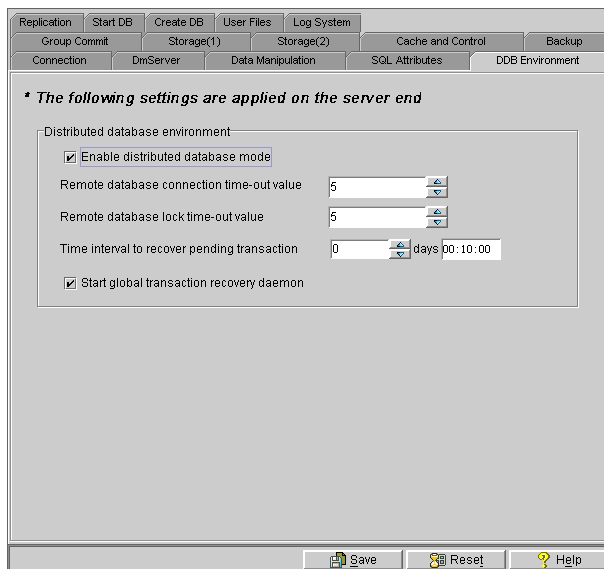 Replication Start DB Create DB User Files Log System
Group Commit Storage(1) Storage(2) Cache and Control Backup
Connection DmServer Data Manipulation SQL Attributes DDB Environment
* The following settings are applied on the server end
Distributed database environment
Enable distributed database mode
Remote database connection time-out value 5
Remote database lock time-out value 5
Time interval to recover pending transaction 0 days 00:10:00
Start global transaction recovery daemon
Save Reset Help